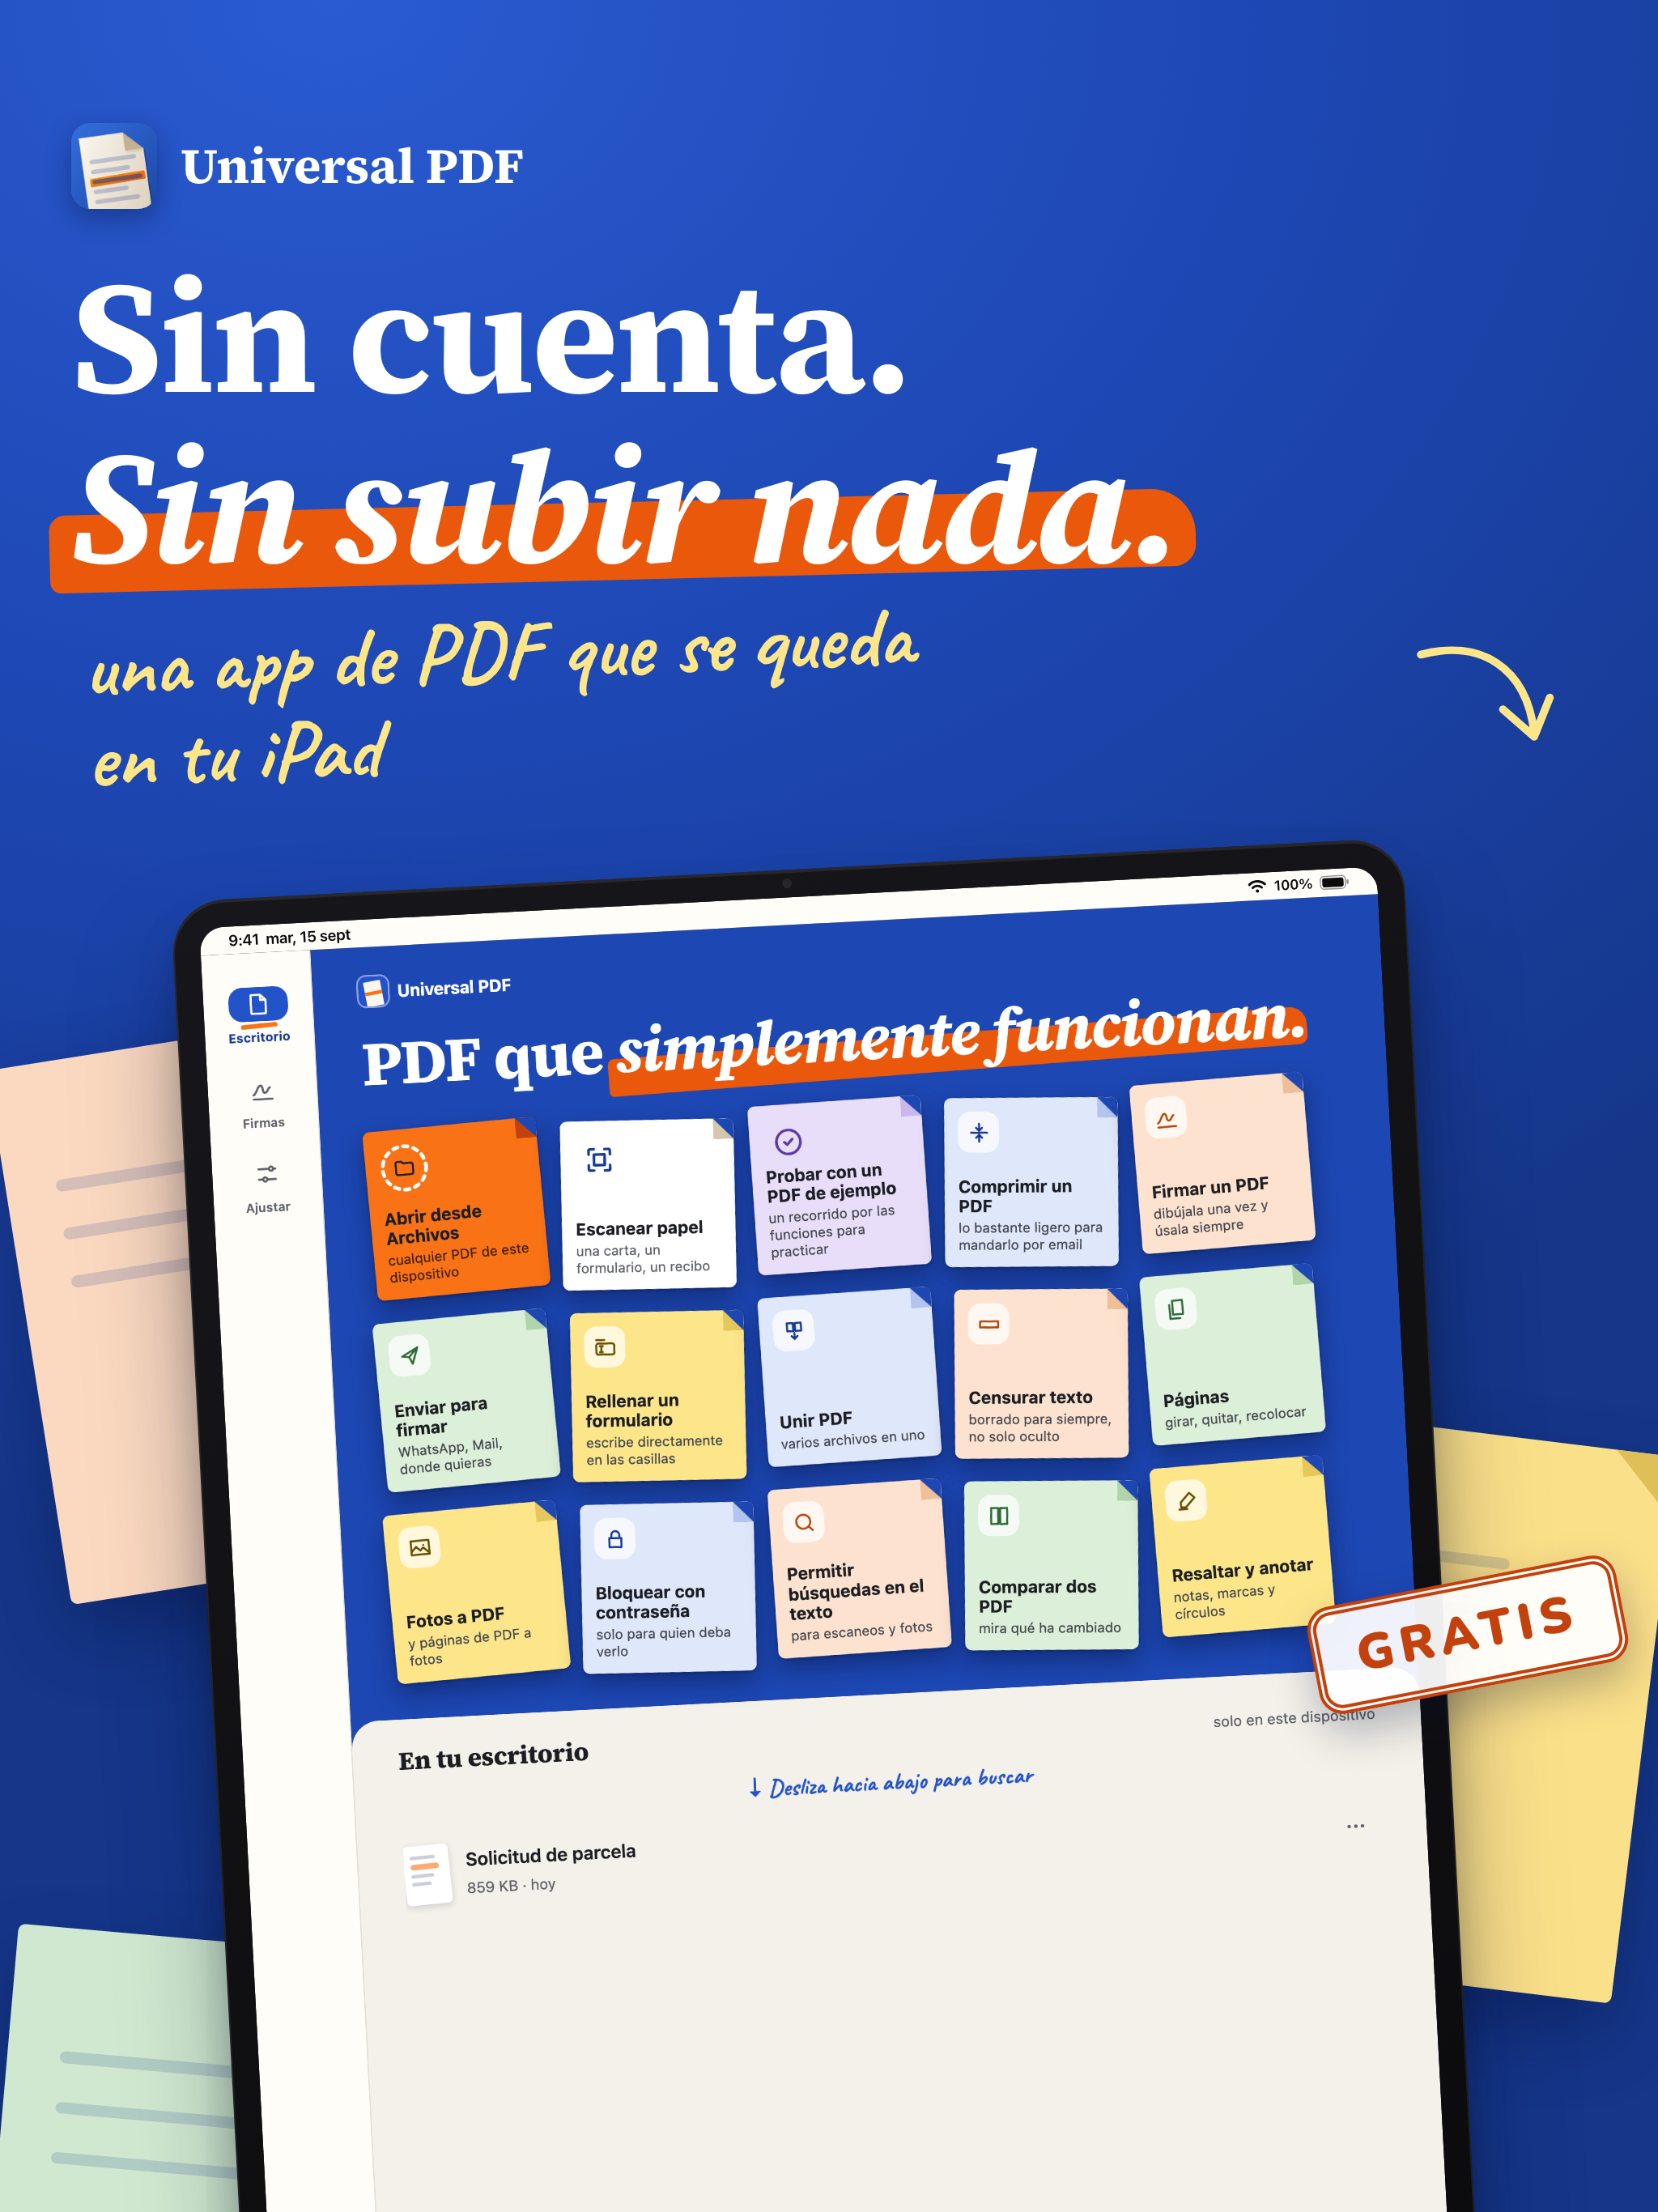 Universal PDF
Sin cuenta.
Sin subir nada.
una app de PDF que se queda
en tu iPad
9:41 mar, 15 sept
100%
Escritorio
Firmas
Ajustar
Universal PDF
PDF que simplemente funcionan.
Abrir desde
Archivos
cualquier PDF de este
dispositivo
Escanear papel
una carta, un
formulario, un recibo
Probar con un
PDF de ejemplo
un recorrido por las
funciones para
practicar
Comprimir un
PDF
lo bastante ligero para
mandarlo por email
Firmar un PDF
dibújala una vez y
úsala siempre
Enviar para
firmar
WhatsApp, Mail,
donde quieras
Rellenar un
formulario
escribe directamente
en las casillas
Unir PDF
varios archivos en uno
Censurar texto
borrado para siempre,
no solo oculto
Páginas
girar, quitar, recolocar
Fotos a PDF
y páginas de PDF a
fotos
Bloquear con
contraseña
solo para quien deba
verlo
Permitir
búsquedas en el
texto
para escaneos y fotos
Comparar dos
PDF
mira qué ha cambiado
Resaltar y anotar
notas, marcas y
círculos
GRATIS
En tu escritorio
solo en este dispositivo
↓ Desliza hacia abajo para buscar
Solicitud de parcela
859 KB · hoy